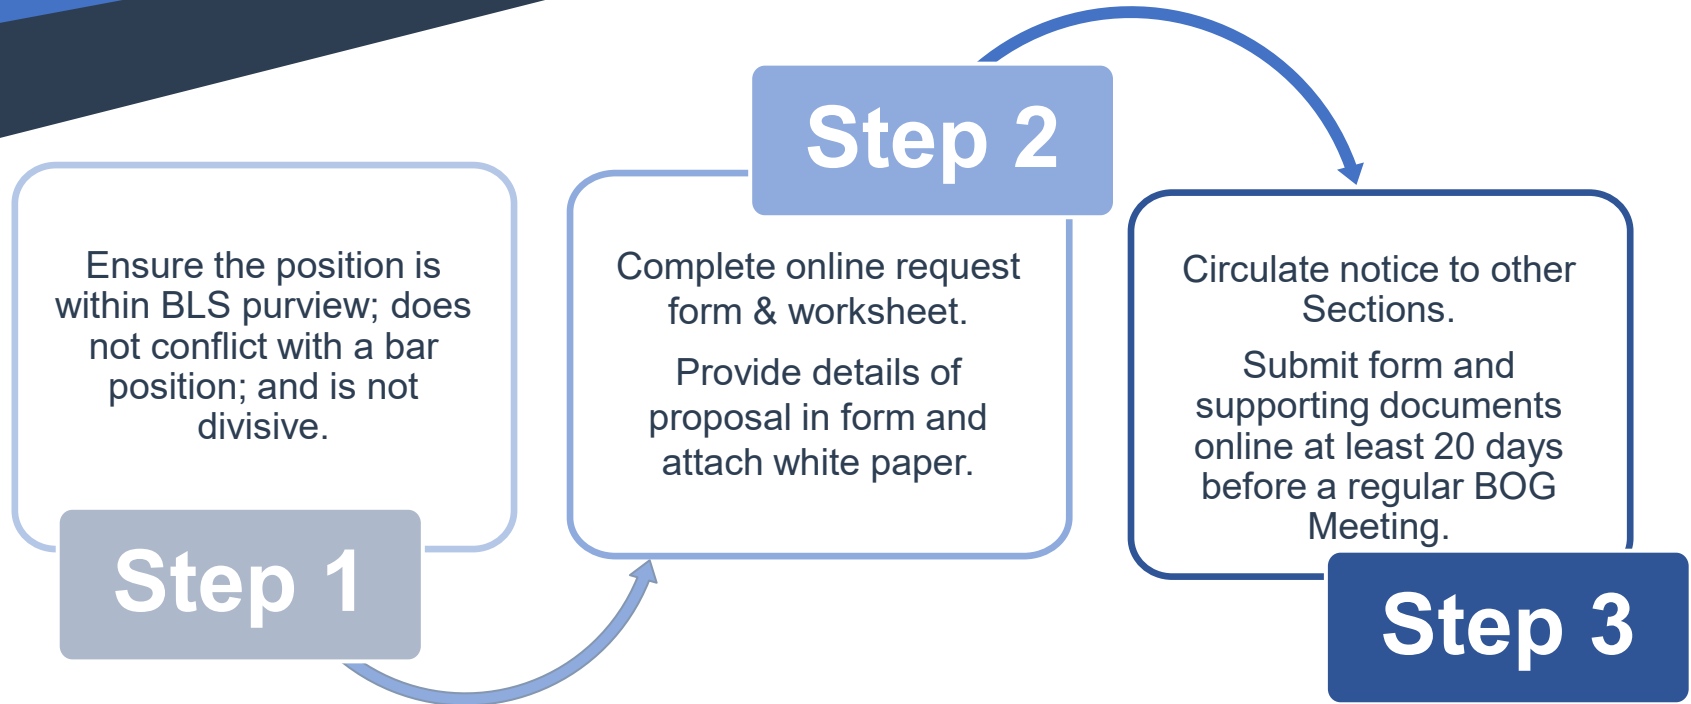 Ensure the position is
within BLS purview; does
not conflict with a bar
position; and is not
divisive.
Step 1
Step 2
Complete online request
form & worksheet.
Provide details of
proposal in form and
attach white paper.
Circulate notice to other
Sections.
Submit form and
supporting documents
online at least 20 days
before a regular BOG
Meeting.
Step 3